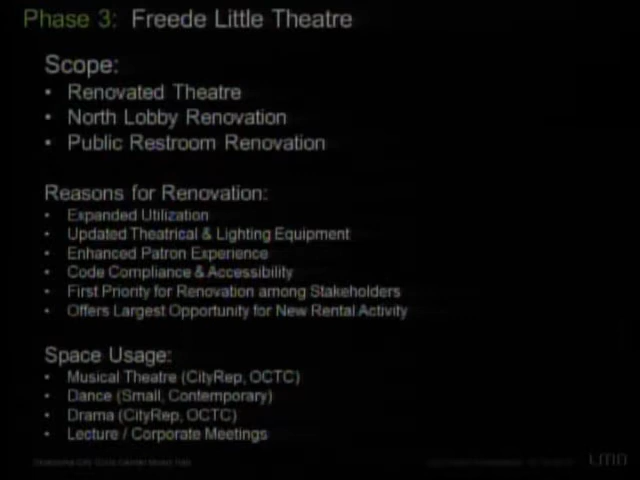 Phase 3: Freede Little Theatre
Scope:
• Renovated Theatre
• North Lobby Renovation
• Public Restroom Renovation
Reasons for Renovation:
• Expanded Utilization
• Updated Theatrical & Lighting Equipment
• Enhanced Patron Experience
• Code Compliance & Accessibility
• First Priority for Renovation among Stakeholders
• Offers Largest Opportunity for New Rental Activity
Space Usage:
• Musical Theatre (CityRep, OCTC)
• Dance (Small, Contemporary)
• Drama (CityRep, OCTC)
• Lecture / Corporate Meetings
LMN